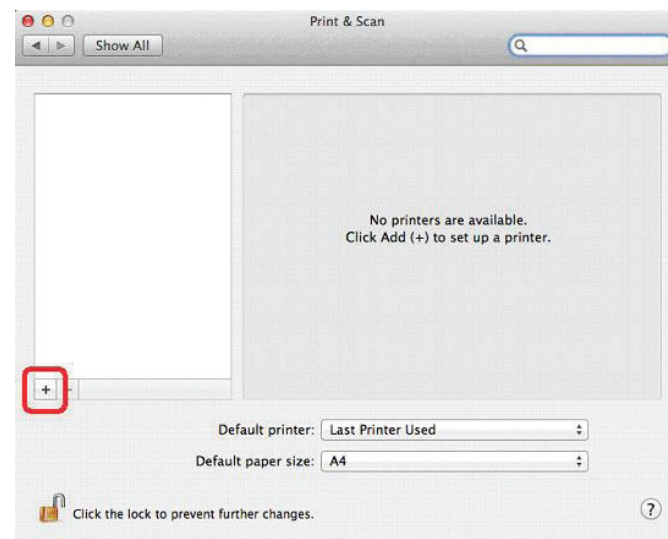 Print & Scan
Show All
No printers are available.
Click Add (+) to set up a printer.
+ -
Default printer: Last Printer Used
Default paper size: A4
Click the lock to prevent further changes.
?